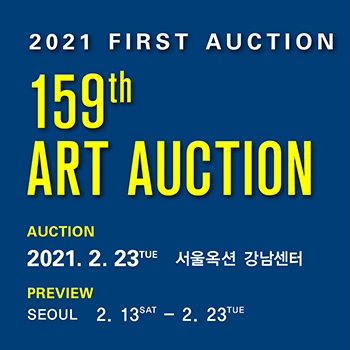 2021 FIRST AUCTION
159th
ART AUCTION
AUCTION
2021. 2. 23TUE 서울옥션 강남센터
PREVIEW
SEOUL 2. 13SAT – 2. 23TUE